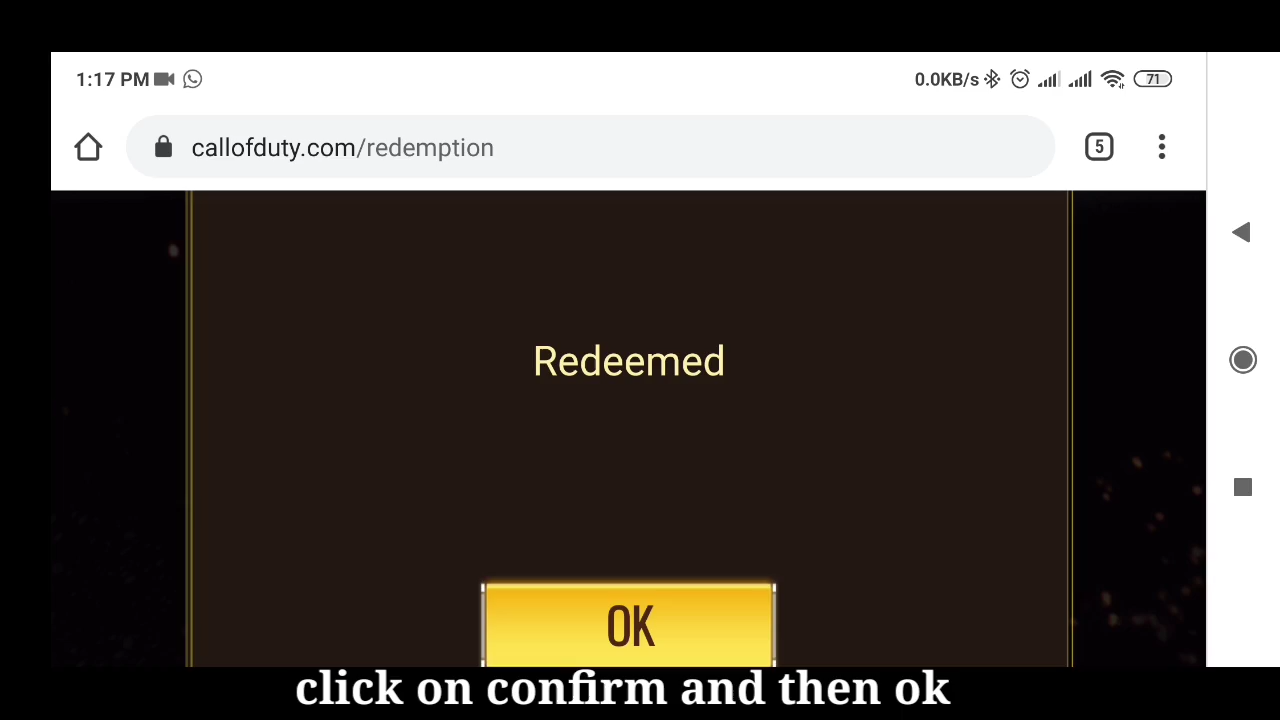 1:17 PM
0.0KB/s
71
callofduty.com/redemption
5
Redeemed
OK
click on confirm and then ok